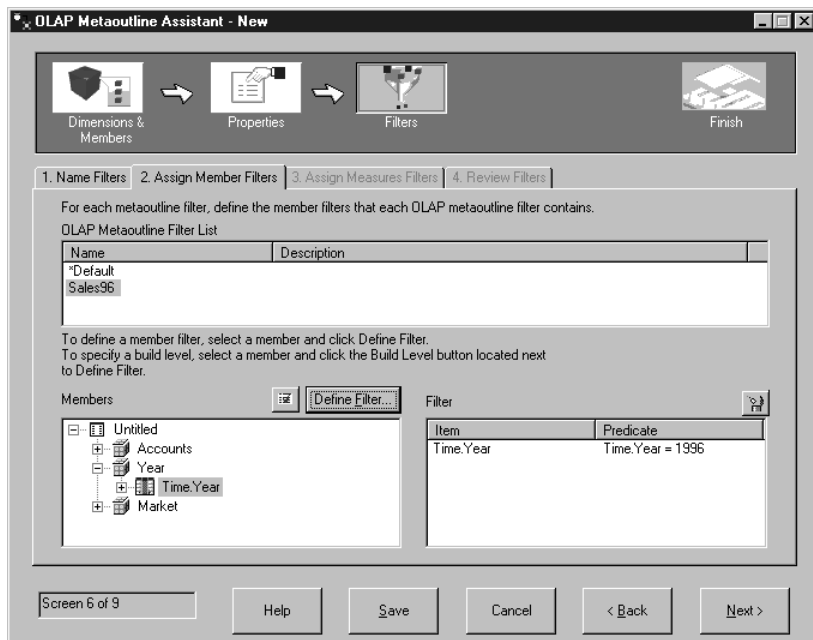 OLAP Metaoutline Assistant - New
Dimensions &
Members
Properties
Filters
Finish
1. Name Filters
2. Assign Member Filters
3. Assign Measures Filters
4. Review Filters
For each metaoutline filter, define the member filters that each OLAP metaoutline filter contains.
OLAP Metaoutline Filter List
Name
Description
*Default
Sales96
To define a member filter, select a member and click Define Filter.
To specify a build level, select a member and click the Build Level button located next
to Define Filter.
Members
Define Filter...
Filter
Untitled
Accounts
Year
Time.Year
Market
Item
Predicate
Time.Year
Time.Year = 1996
Screen 6 of 9
Help
Save
Cancel
< Back
Next >